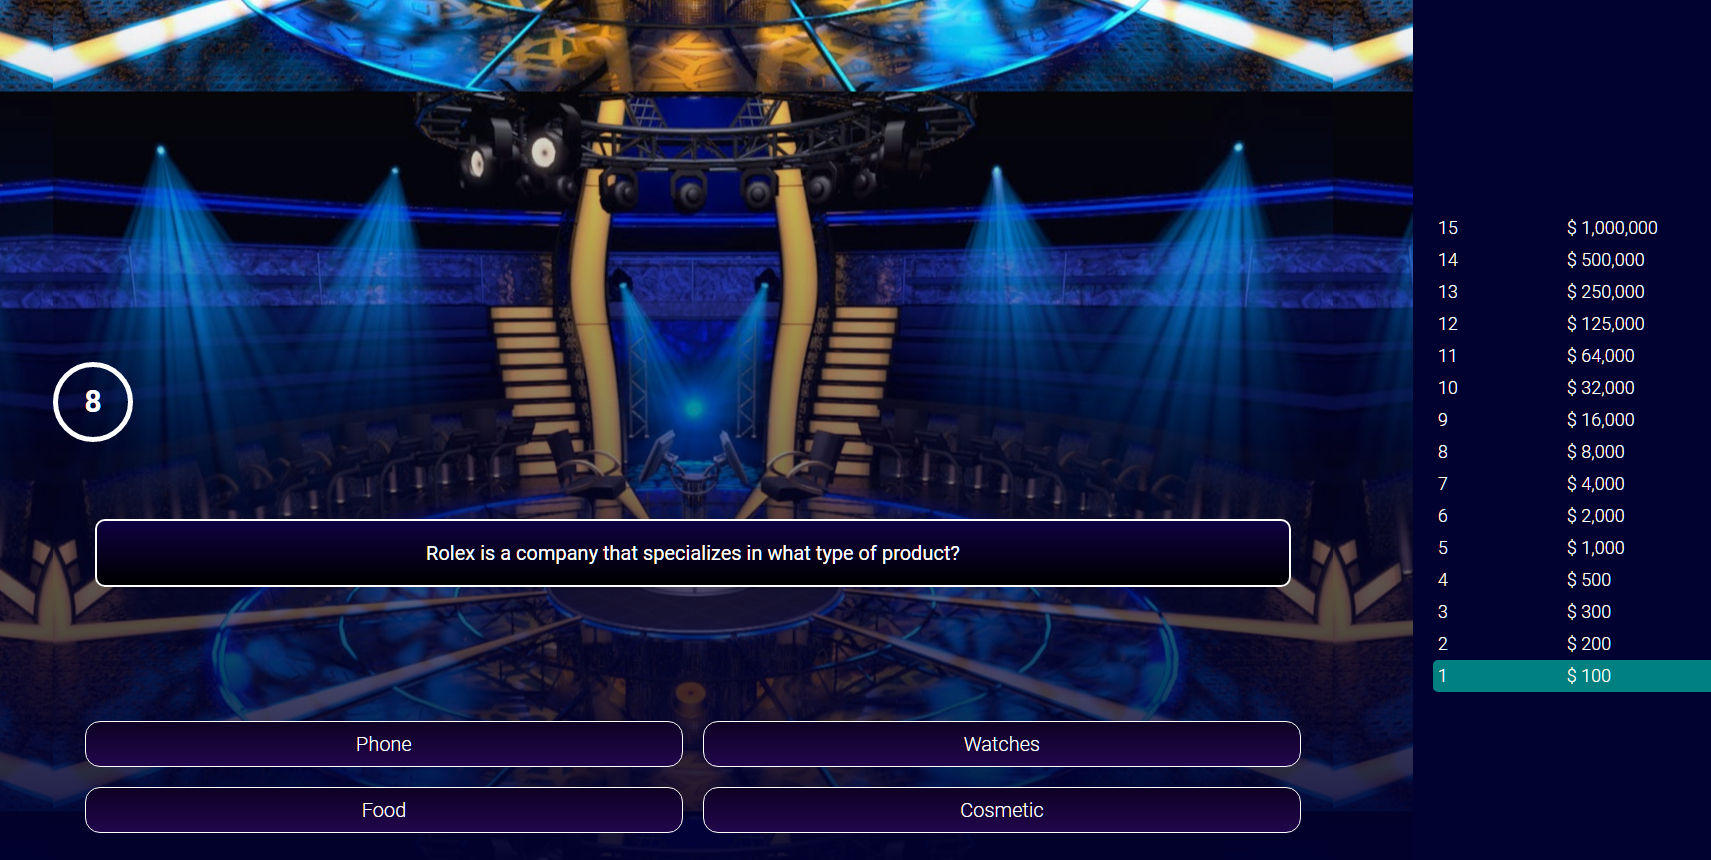 8
Rolex is a company that specializes in what type of product?
Phone
Watches
Food
Cosmetic
15 $ 1,000,000
14 $ 500,000
13 $ 250,000
12 $ 125,000
11 $ 64,000
10 $ 32,000
9 $ 16,000
8 $ 8,000
7 $ 4,000
6 $ 2,000
5 $ 1,000
4 $ 500
3 $ 300
2 $ 200
1 $ 100